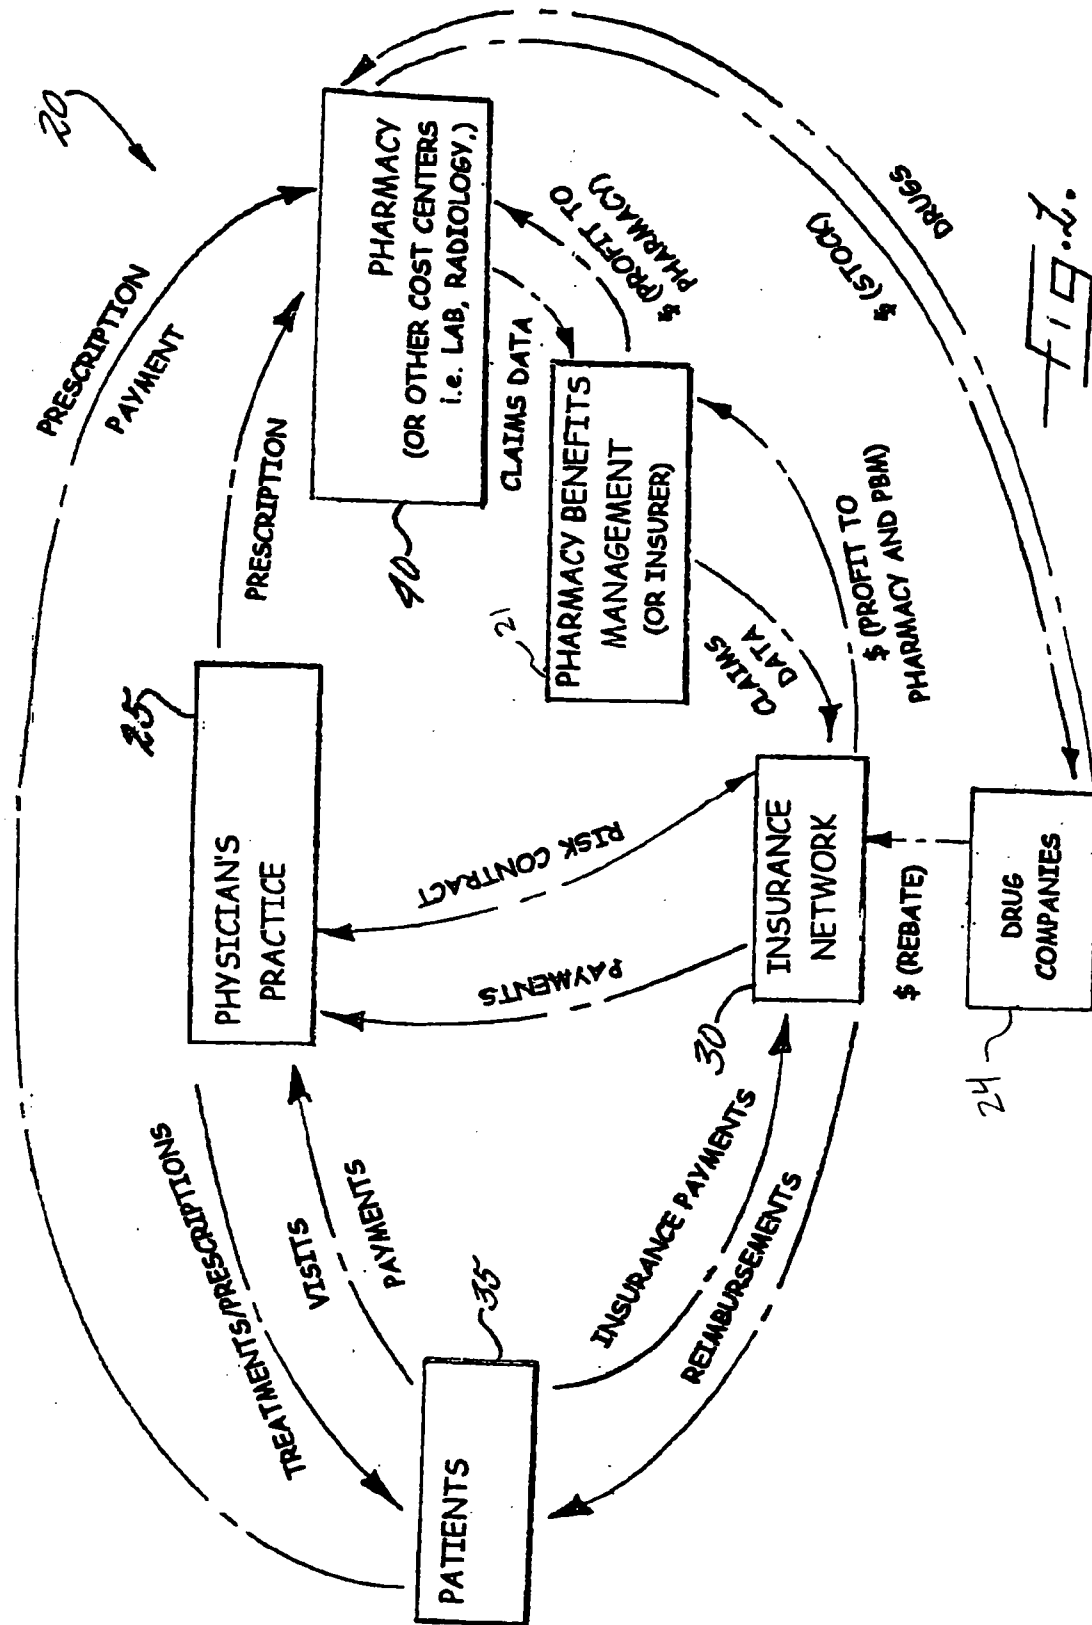 20
PRESCRIPTION
PAYMENT
PRESCRIPTION
25
PHYSICIAN'S
PRACTICE
PHARMACY
(OR OTHER COST CENTERS
i.e. LAB, RADIOLOGY,)
40
TREATMENTS/PRESCRIPTIONS
VISITS
PAYMENTS
CLAIMS DATA
$ (PROFIT TO
PHARMACY)
PATIENTS
35
PAYMENTS
RISK CONTRACT
21
PHARMACY BENEFITS
MANAGEMENT
(OR INSURER)
CLAIMS
DATA
$ (PROFIT TO
PHARMACY AND PBM)
INSURANCE PAYMENTS
REIMBURSEMENTS
30
INSURANCE
NETWORK
$ (REBATE)
24
DRUG
COMPANIES
$ (STOCK)
DRUGS
Fig. 2.